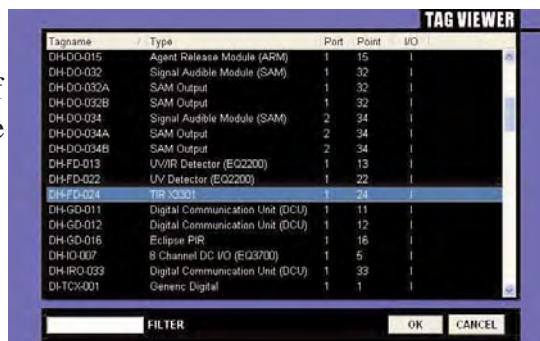 TAG VIEWER
Tagname / Type Port Point I/O
DH-DO-015 Agent Release Module (ARM) 1 15 I
DH-DO-032 Signal Audible Module (SAM) 1 32 I
DH-DO-032A SAM Output 1 32 I
DH-DO-032B SAM Output 1 32 I
DH-DO-034 Signal Audible Module (SAM) 2 34 I
DH-DO-034A SAM Output 2 34 I
DH-DO-034B SAM Output 2 34 I
DH-FD-013 UV/IR Detector (EQ2200) 1 13 I
DH-FD-022 UV Detector (EQ2200) 1 22 I
DH-FD-024 TIR X3301 1 24 I
DH-GD-011 Digital Communication Unit (DCU) 1 11 I
DH-GD-012 Digital Communication Unit (DCU) 1 12 I
DH-GD-016 Eclipse PIR 1 16 I
DH-IO-007 8 Channel DC I/O (EQ3700) 1 5 I
DH-IRO-033 Digital Communication Unit (DCU) 1 33 I
DI-TCX-001 Generic Digital 1 1 I
FILTER OK CANCEL